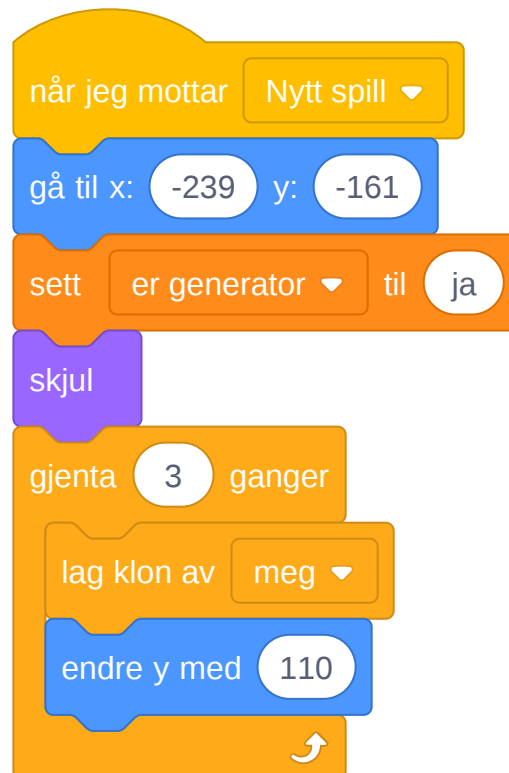 når jeg mottar Nytt spill
gå til x: -239 y: -161
sett er generator til ja
skjul
gjenta 3 ganger
lag klon av meg
endre y med 110